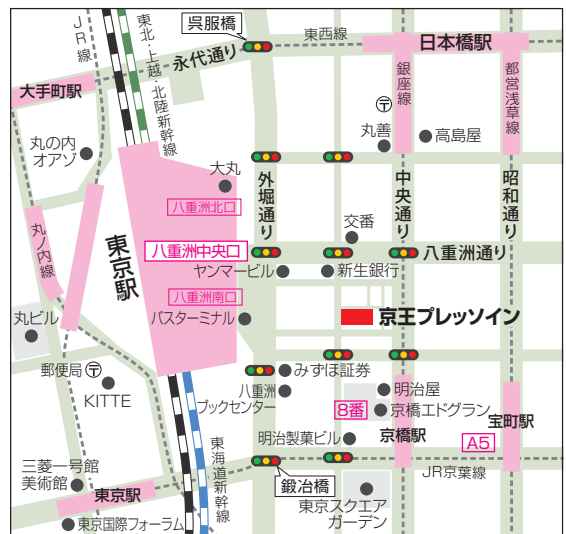 JR線
東北・上越・北陸新幹線
呉服橋
永代通り
東西線
日本橋駅
大手町駅
銀座線
都営浅草線
〒
丸善
高島屋
丸の内
オアゾ
大丸
八重洲北口
外堀通り
中央通り
昭和通り
交番
丸ノ内線
東京駅
八重洲中央口
八重洲通り
ヤンマービル
新生銀行
八重洲南口
バスターミナル
京王プレッソイン
丸ビル
郵便局〒
KITTE
みずほ証券
八重洲
ブックセンター
明治屋
8番
京橋エドグラン
明治製菓ビル
京橋駅
宝町駅
A5
東海道新幹線
JR京葉線
三菱一号館
美術館
東京駅
鍛冶橋
東京スクエア
ガーデン
東京国際フォーラム